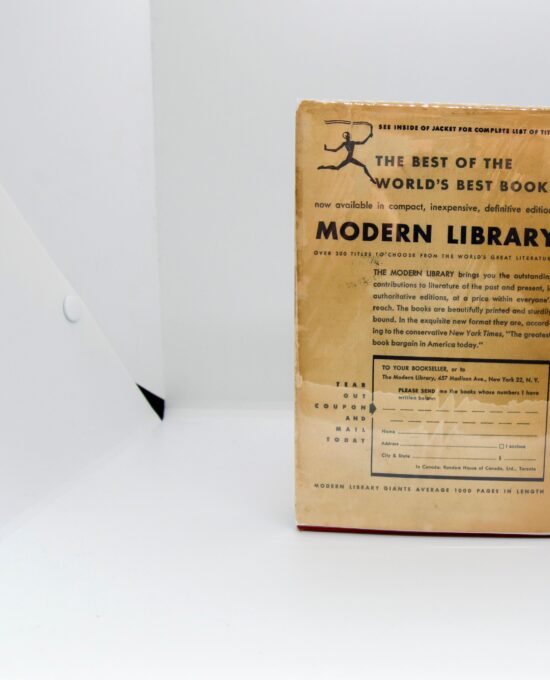 SEE INSIDE OF JACKET FOR COMPLETE LIST OF TIT
THE BEST OF THE
WORLD'S BEST BOOK
now available in compact, inexpensive, definitive edition
MODERN LIBRARY
OVER 300 TITLES TO CHOOSE FROM THE WORLD'S GREAT LITERATUR
THE MODERN LIBRARY brings you the outstanding
contributions to literature of the past and present, i
authoritative editions, at a price within everyone'
reach. The books are beautifully printed and sturdily
bound. In the exquisite new format they are, accord-
ing to the conservative New York Times, "The greates
book bargain in America today."
TEAR
OUT
COUPON
AND
MAIL
TODAY
TO YOUR BOOKSELLER, or to
The Modern Library, 457 Madison Ave., New York 22, N. Y.
PLEASE SEND me the books whose numbers I have
written below:
Name
Address I enclose
City & State $
In Canada: Random House of Canada, Ltd., Toronto
MODERN LIBRARY GIANTS AVERAGE 1000 PAGES IN LENGTH